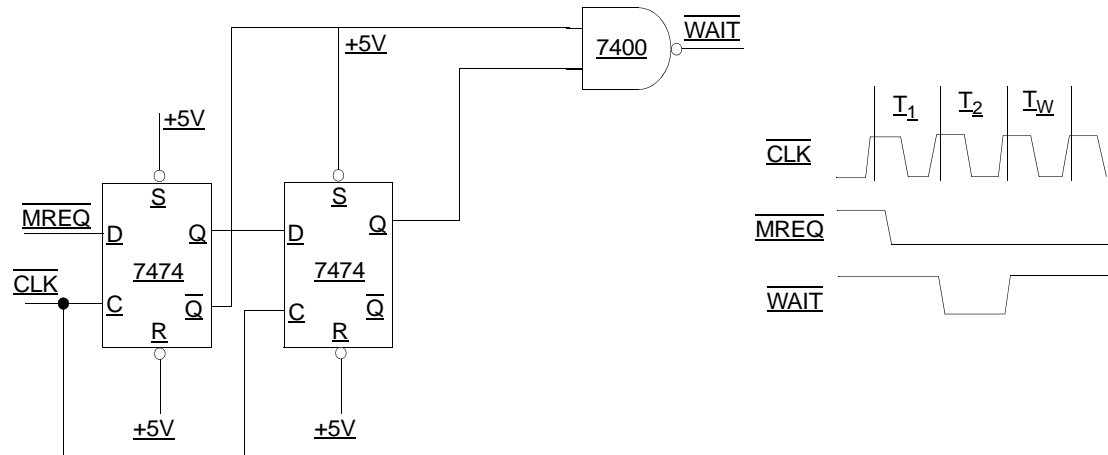 WAIT
7400
+5V
+5V
T1 T2 TW
CLK
S
S
MREQ
D
Q
D
Q
MREQ
7474
7474
CLK
C
Q
C
Q
WAIT
R
R
+5V
+5V